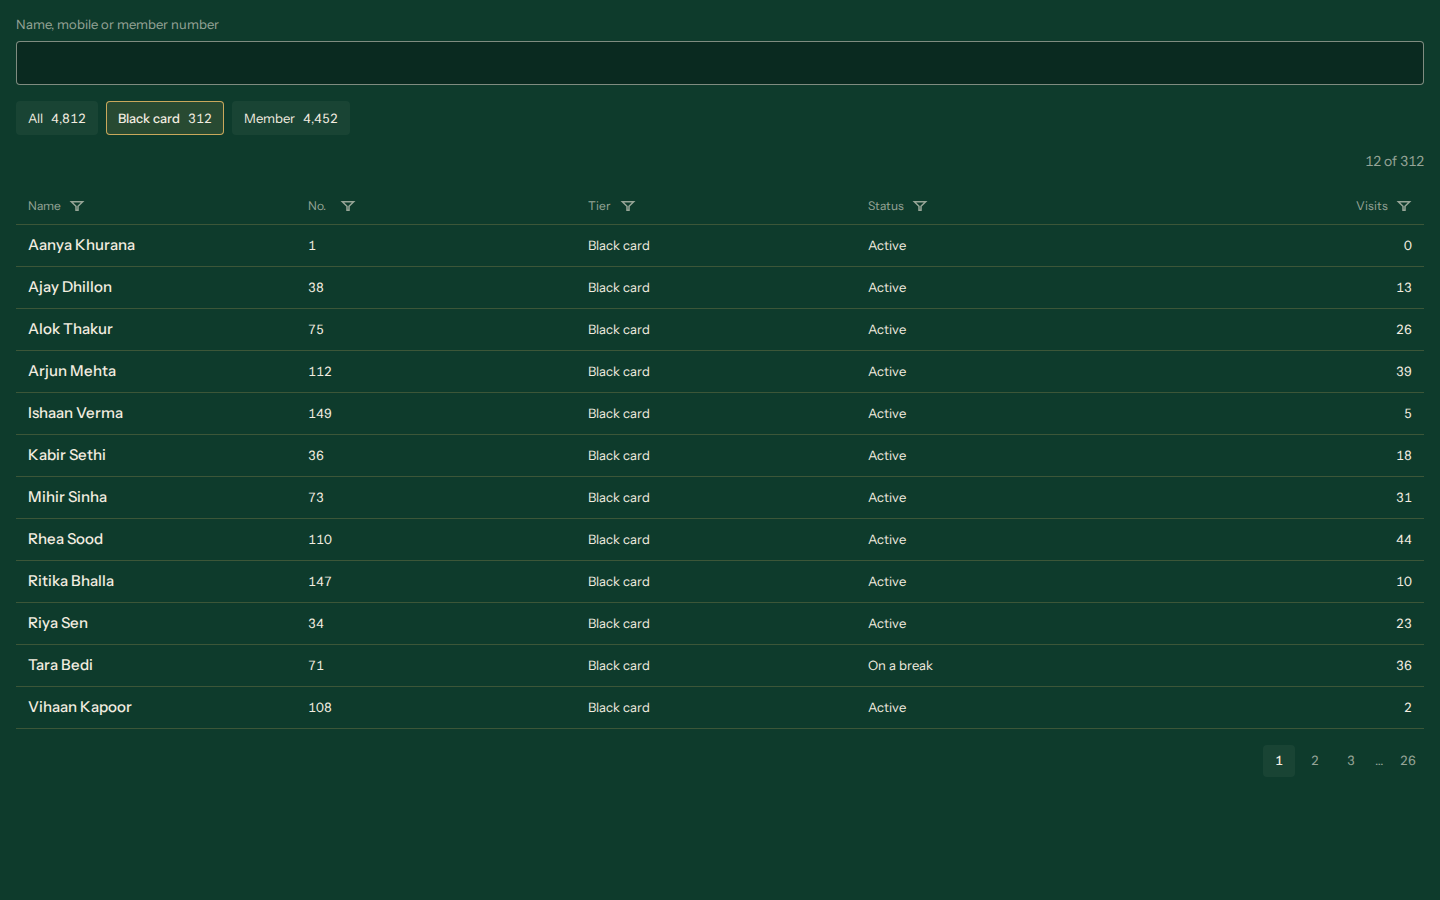 Name, mobile or member number
All 4,812 Black card 312 Member 4,452
12 of 312
Name No. Tier Status Visits
Aanya Khurana 1 Black card Active 0
Ajay Dhillon 38 Black card Active 13
Alok Thakur 75 Black card Active 26
Arjun Mehta 112 Black card Active 39
Ishaan Verma 149 Black card Active 5
Kabir Sethi 36 Black card Active 18
Mihir Sinha 73 Black card Active 31
Rhea Sood 110 Black card Active 44
Ritika Bhalla 147 Black card Active 10
Riya Sen 34 Black card Active 23
Tara Bedi 71 Black card On a break 36
Vihaan Kapoor 108 Black card Active 2
1 2 3 … 26